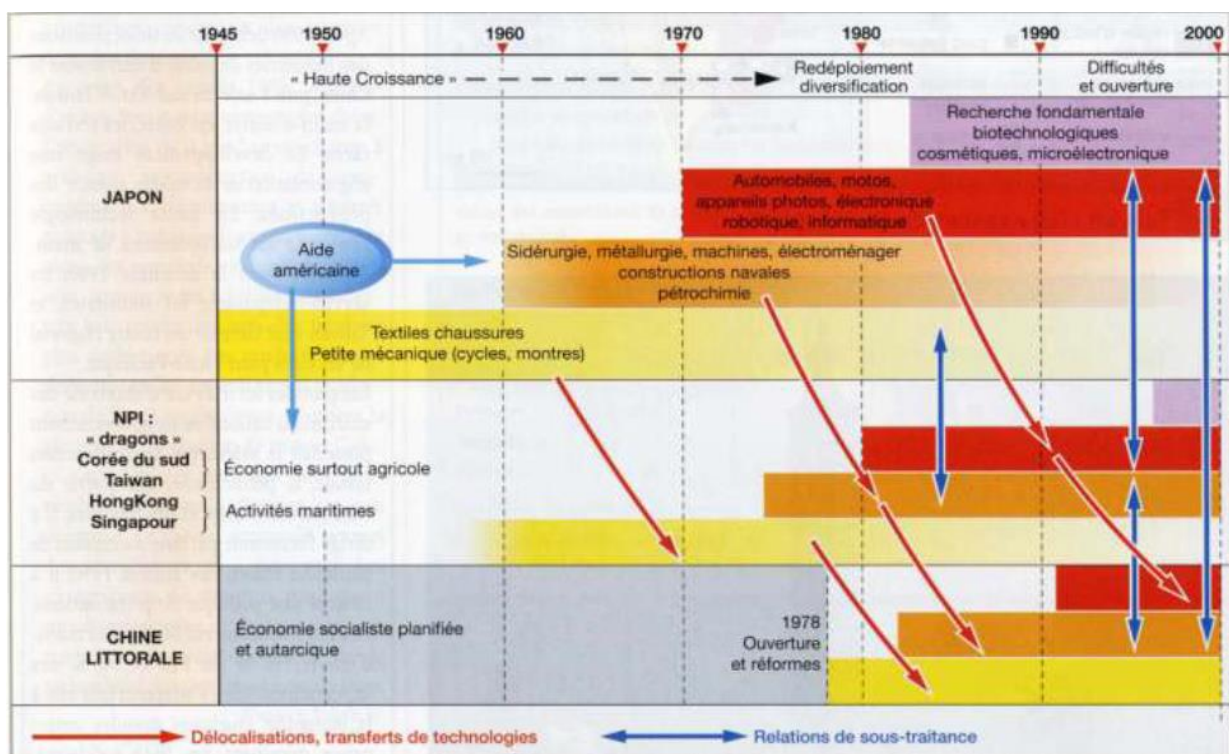 1945 1950 1960 1970 1980 1990 2000
« Haute Croissance »
Redéploiement
diversification
Difficultés
et ouverture
JAPON
Recherche fondamentale
biotechnologiques
cosmétiques, microélectronique
Automobiles, motos,
appareils photos, électronique
robotique, informatique
Aide
américaine
Sidérurgie, métallurgie, machines, électroménager
constructions navales
pétrochimie
Textiles chaussures
Petite mécanique (cycles, montres)
NPI :
« dragons »
Corée du sud
Taiwan
Économie surtout agricole
HongKong
Singapour
Activités maritimes
CHINE
LITTORALE
Économie socialiste planifiée
et autarcique
1978
Ouverture
et réformes
Délocalisations, transferts de technologies
Relations de sous-traitance